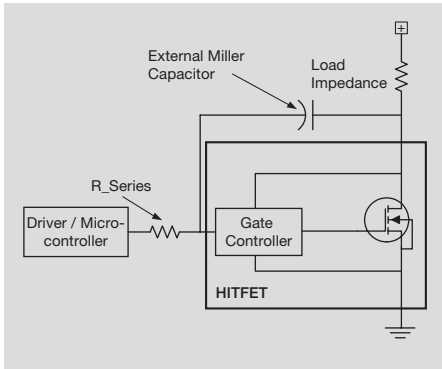 +
External Miller
Capacitor
Load
Impedance
R_Series
Driver / Micro-
controller
Gate
Controller
HITFET